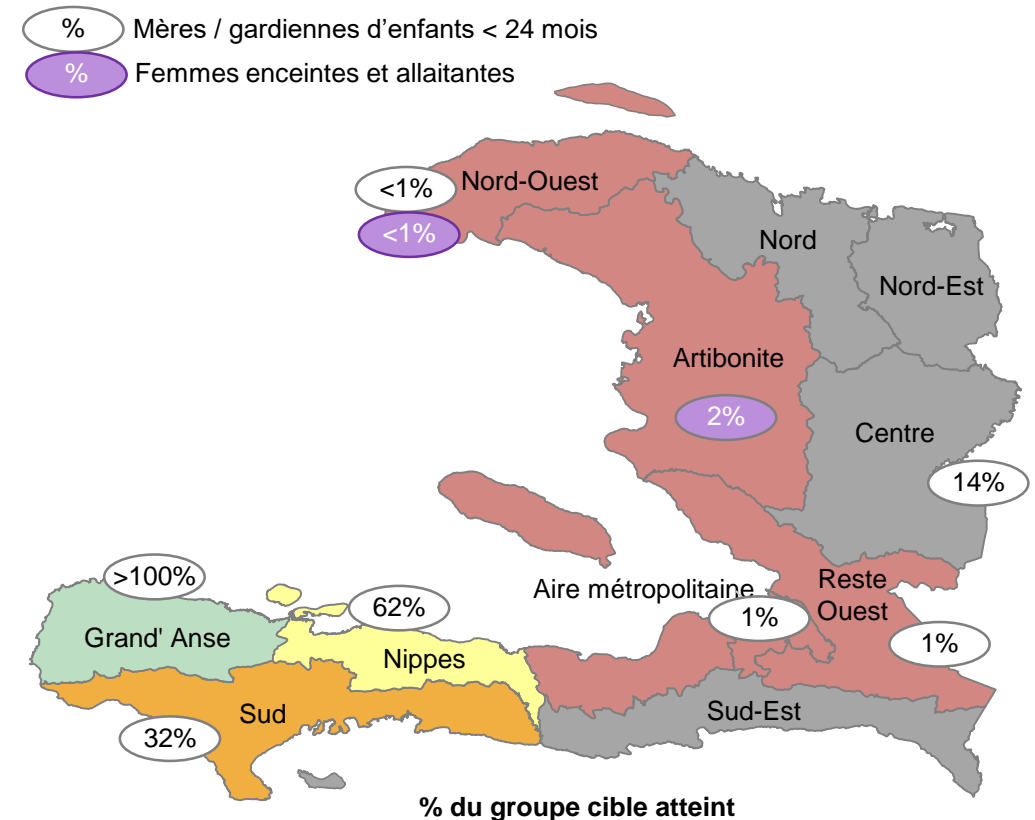 % Mères / gardiennes d'enfants < 24 mois
% Femmes enceintes et allaitantes
<1%
Nord-Ouest
<1%
Nord
Nord-Est
Artibonite
2%
Centre
14%
>100%
Aire métropolitaine
Reste
Ouest
62%
1%
Grand' Anse
Nippes
1%
Sud
Sud-Est
32%
% du groupe cible atteint